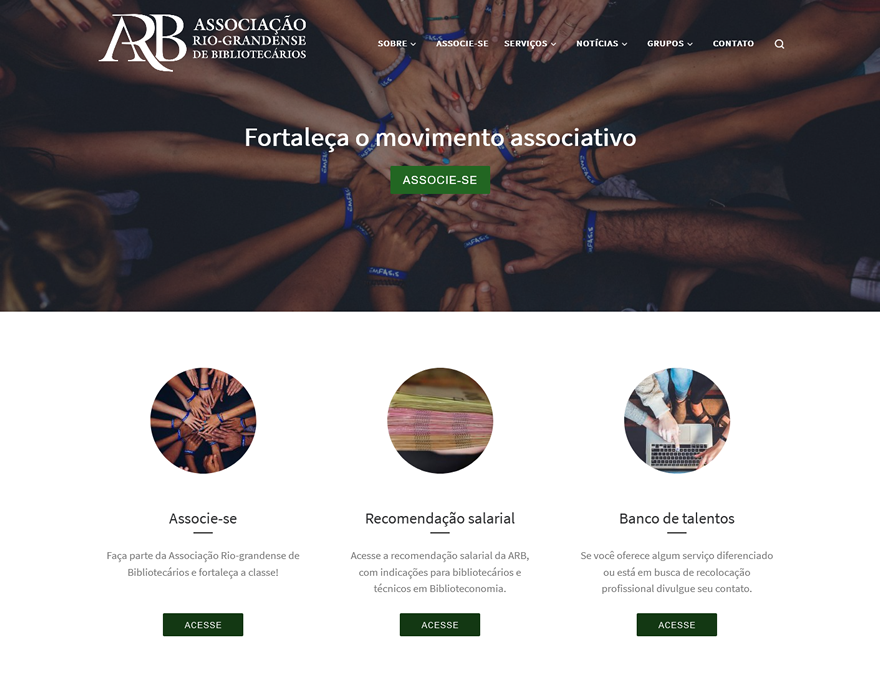 ARB ASSOCIAÇÃO
RIO-GRANDENSE
DE BIBLIOTECÁRIOS
SOBRE ASSOCIE-SE SERVIÇOS NOTÍCIAS GRUPOS CONTATO
Fortaleça o movimento associativo
ASSOCIE-SE
Associe-se
Faça parte da Associação Rio-grandense de
Bibliotecários e fortaleça a classe!
ACESSE
Recomendação salarial
Acesse a recomendação salarial da ARB,
com indicações para bibliotecários e
técnicos em Biblioteconomia.
ACESSE
Banco de talentos
Se você oferece algum serviço diferenciado
ou está em busca de recolocação
profissional divulgue seu contato.
ACESSE